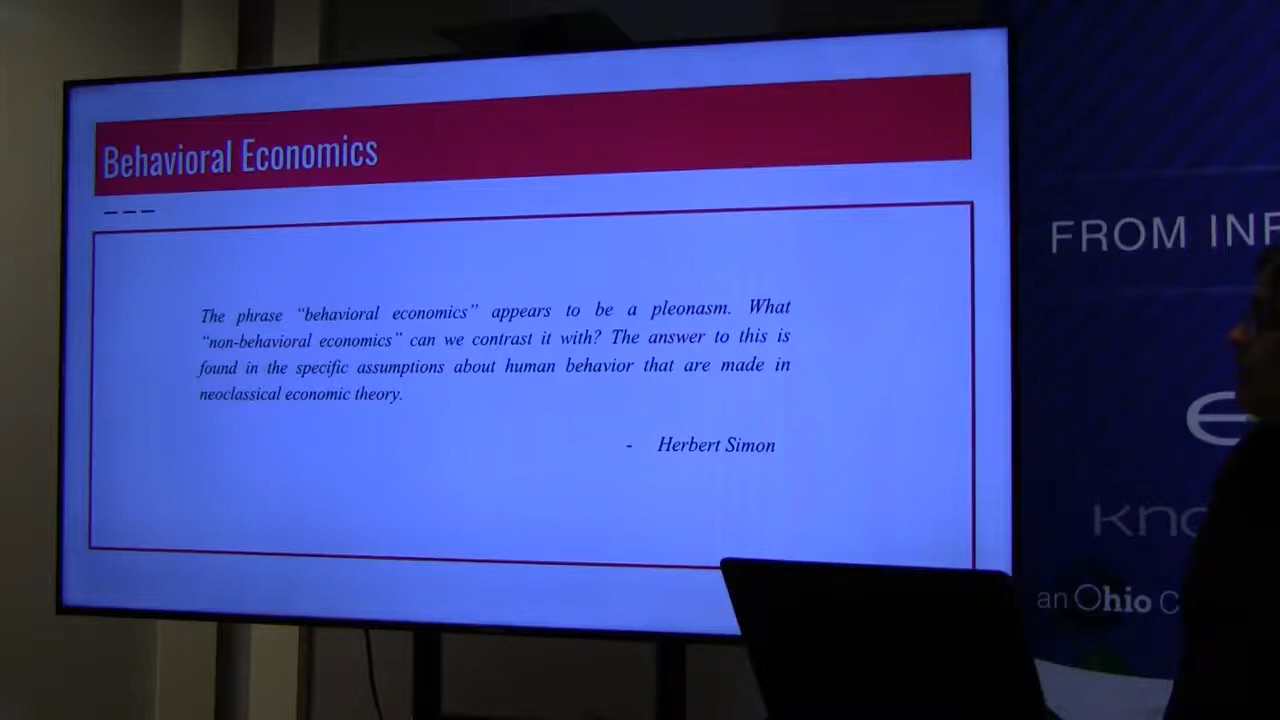 Behavioral Economics
The phrase “behavioral economics” appears to be a pleonasm. What
“non-behavioral economics” can we contrast it with? The answer to this is
found in the specific assumptions about human behavior that are made in
neoclassical economic theory.
- Herbert Simon
FROM
an Ohio